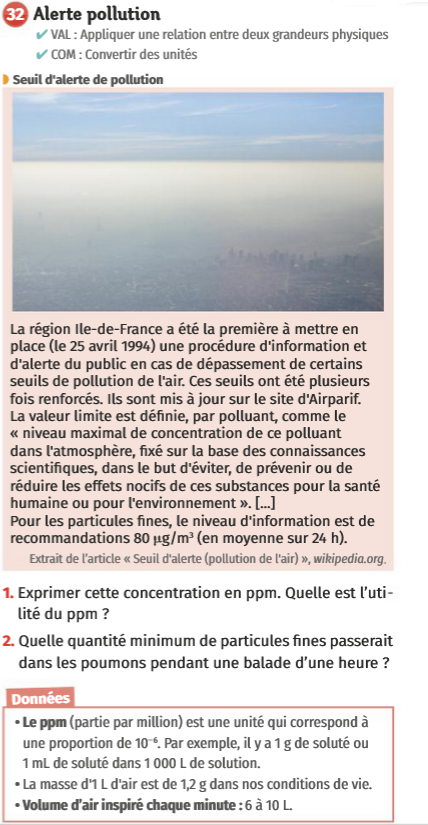 32 Alerte pollution
✔ VAL : Appliquer une relation entre deux grandeurs physiques
✔ COM : Convertir des unités
Seuil d'alerte de pollution
La région Ile-de-France a été la première à mettre en
place (le 25 avril 1994) une procédure d'information et
d'alerte du public en cas de dépassement de certains
seuils de pollution de l'air. Ces seuils ont été plusieurs
fois renforcés. Ils sont mis à jour sur le site d'Airparif.
La valeur limite est définie, par polluant, comme le
« niveau maximal de concentration de ce polluant
dans l'atmosphère, fixé sur la base des connaissances
scientifiques, dans le but d'éviter, de prévenir ou de
réduire les effets nocifs de ces substances pour la santé
humaine ou pour l'environnement ». [...]
Pour les particules fines, le niveau d'information est de
recommandations 80 µg/m³ (en moyenne sur 24 h).
Extrait de l'article « Seuil d'alerte (pollution de l'air) », wikipedia.org.
1. Exprimer cette concentration en ppm. Quelle est l'uti-
lité du ppm ?
2. Quelle quantité minimum de particules fines passerait
dans les poumons pendant une balade d'une heure ?
Données
• Le ppm (partie par million) est une unité qui correspond à
une proportion de 10⁻⁶. Par exemple, il y a 1 g de soluté ou
1 mL de soluté dans 1 000 L de solution.
• La masse d'1 L d'air est de 1,2 g dans nos conditions de vie.
• Volume d'air inspiré chaque minute : 6 à 10 L.